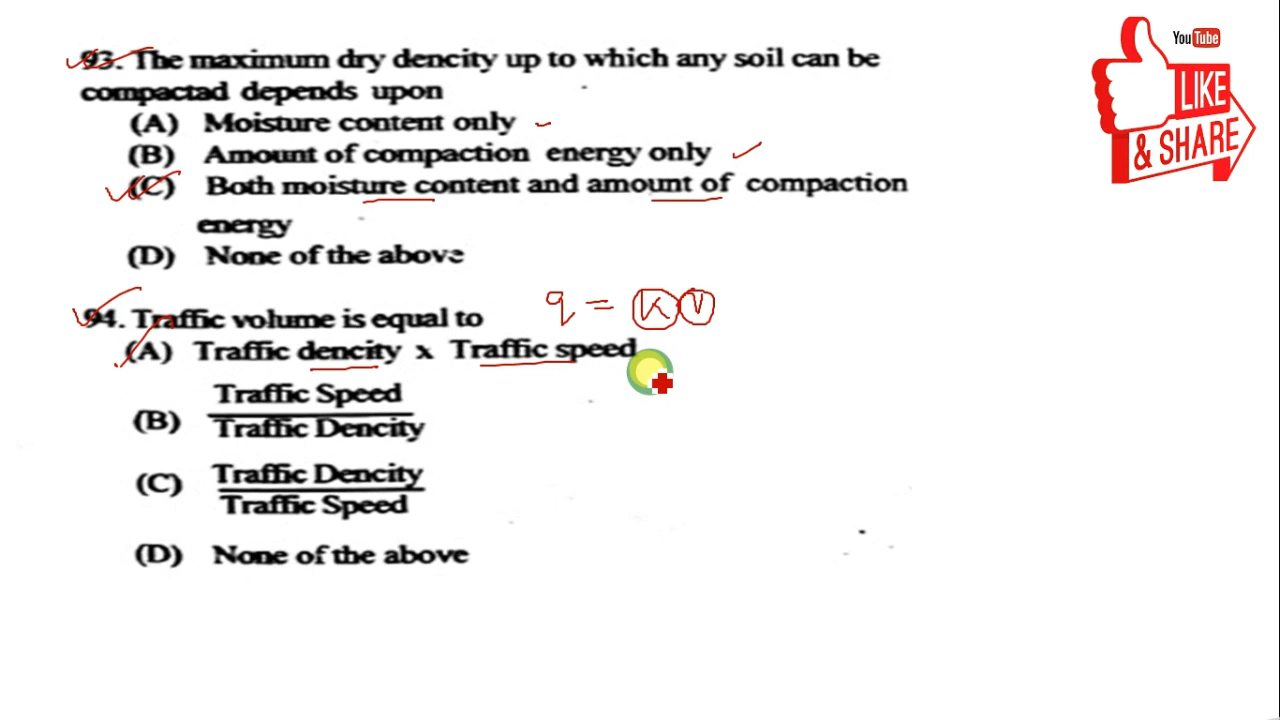 93. The maximum dry dencity up to which any soil can be
compactad depends upon
(A) Moisture content only
(B) Amount of compaction energy only
(C) Both moisture content and amount of compaction
energy
(D) None of the above
94. Traffic volume is equal to
q = K V
(A) Traffic dencity x Traffic speed
(B) Traffic Speed
Traffic Dencity
(C) Traffic Dencity
Traffic Speed
(D) None of the above
YouTube
LIKE
& SHARE